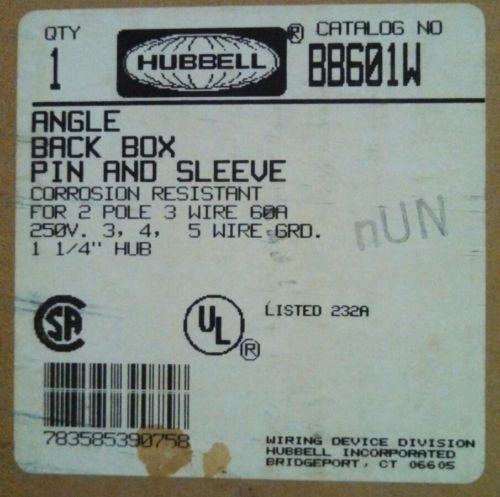 QTY
1
HUBBELL
®
CATALOG NO
BB601W
ANGLE
BACK BOX
PIN AND SLEEVE
CORROSION RESISTANT
FOR 2 POLE 3 WIRE 60A
250V. 3, 4, 5 WIRE GRD.
1 1/4" HUB
nUN
SA
UL
®
LISTED 232A
783585390758
WIRING DEVICE DIVISION
HUBBELL INCORPORATED
BRIDGEPORT, CT 06605